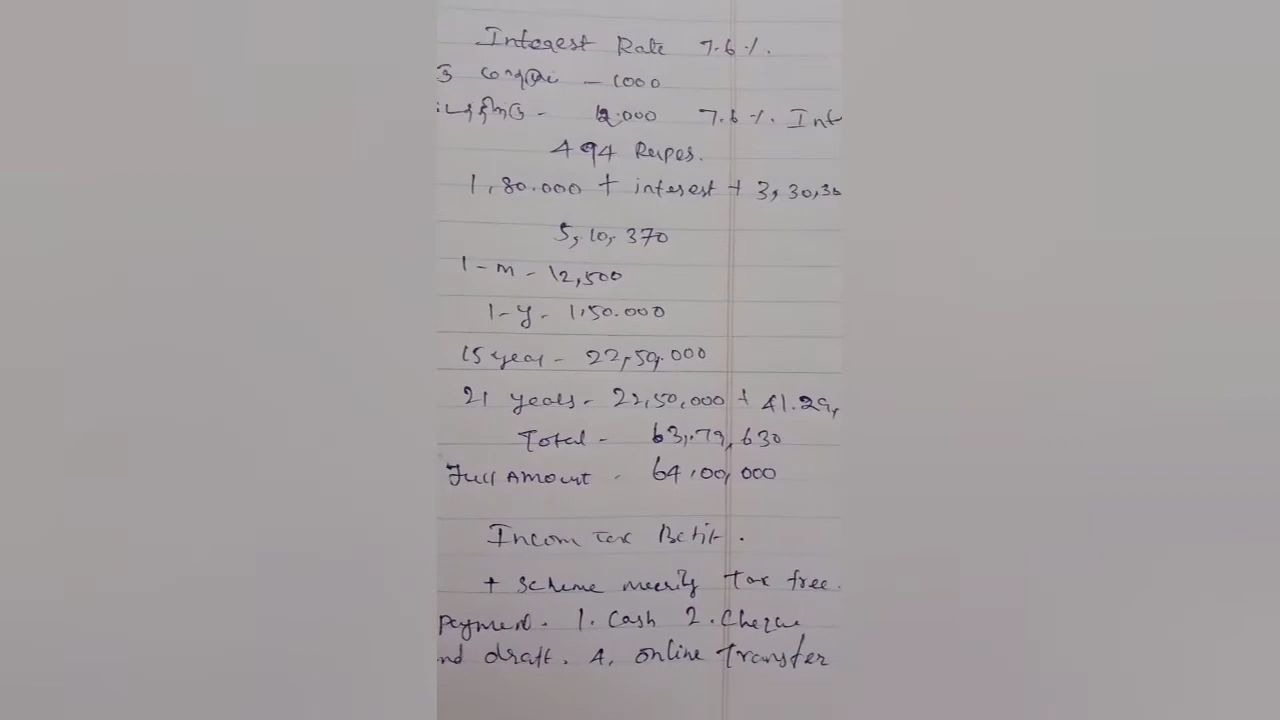 Interest Rate 7.6%.
- 1000
- 12.000 7.6%. Int
494 Rupes.
1,80.000 + interest + 3,30,3
5,10,370
1 - m - 12,500
1 - y - 1,50.000
15 year - 22,50.000
21 years - 22,50,000 + 41.29,
Total - 63,79,630
Full Amount - 64,00,000
Incom tax .
+ Scheme tax free.
Payment. 1. Cash 2. Cheque
nd draft. 4. online transfer